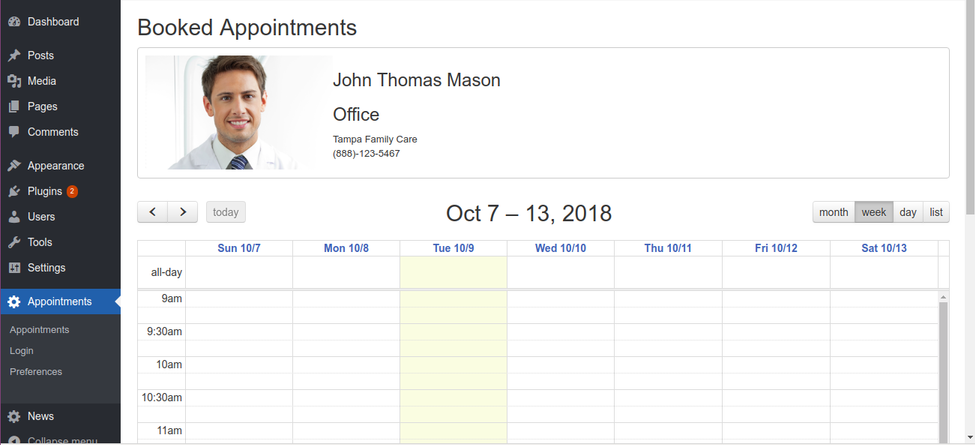 Dashboard
Posts
Media
Pages
Comments
Appearance
Plugins 2
Users
Tools
Settings
Appointments
Appointments
Login
Preferences
News
Collapse menu
Booked Appointments
John Thomas Mason
Office
Tampa Family Care
(888)-123-5467
today
Oct 7 – 13, 2018
month week day list
Sun 10/7 Mon 10/8 Tue 10/9 Wed 10/10 Thu 10/11 Fri 10/12 Sat 10/13
all-day
9am
9:30am
10am
10:30am
11am